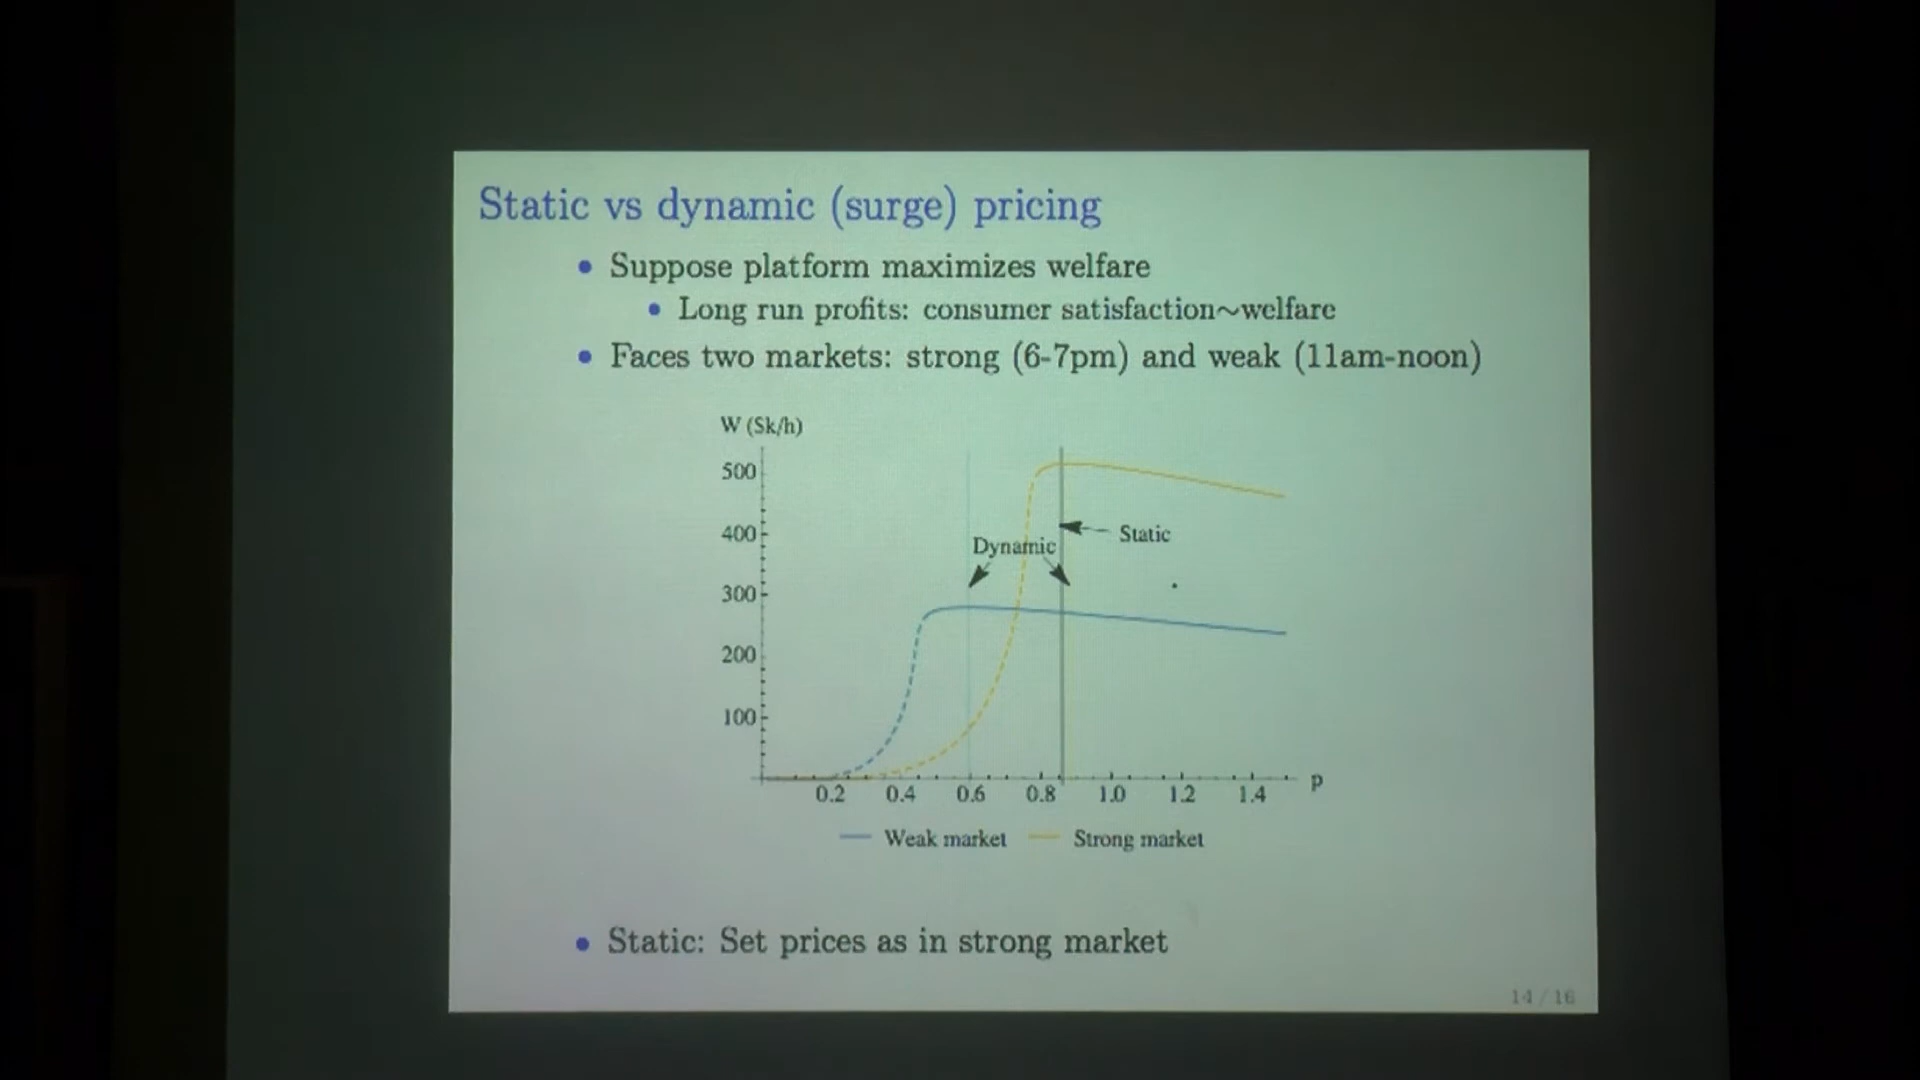 Static vs dynamic (surge) pricing
• Suppose platform maximizes welfare
• Long run profits: consumer satisfaction~welfare
• Faces two markets: strong (6-7pm) and weak (11am-noon)
W (Sk/h)
500
400
Static
Dynamic
300
200
100
0.2 0.4 0.6 0.8 1.0 1.2 1.4 p
Weak market Strong market
• Static: Set prices as in strong market
14 / 16